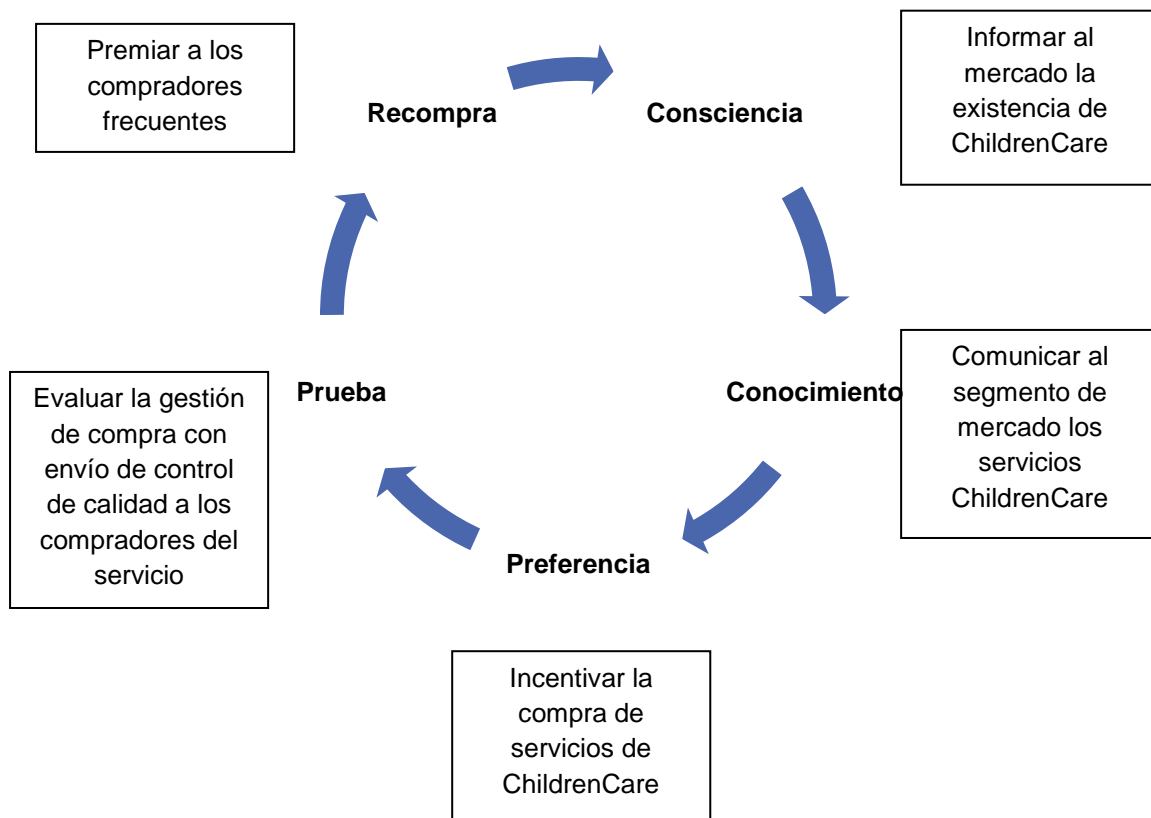 Premiar a los
compradores
frecuentes
Recompra
Consciencia
Informar al
mercado la
existencia de
ChildrenCare
Prueba
Conocimiento
Evaluar la gestión
de compra con
envío de control
de calidad a los
compradores del
servicio
Comunicar al
segmento de
mercado los
servicios
ChildrenCare
Preferencia
Incentivar la
compra de
servicios de
ChildrenCare